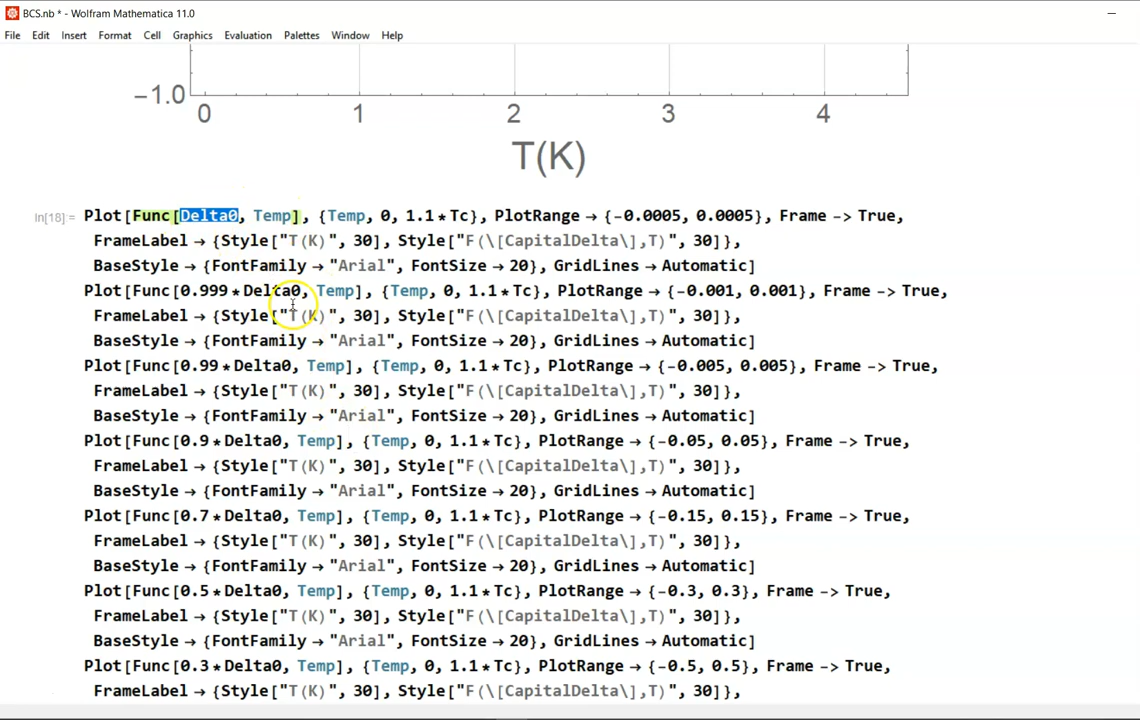 BCS.nb * - Wolfram Mathematica 11.0
File Edit Insert Format Cell Graphics Evaluation Palettes Window Help
-1.0
0 1 2 3 4
T(K)
In[18]:= Plot[Func[Delta0, Temp], {Temp, 0, 1.1*Tc}, PlotRange → {-0.0005, 0.0005}, Frame -> True,
FrameLabel → {Style["T(K)", 30], Style["F(\[CapitalDelta\],T)", 30]},
BaseStyle → {FontFamily → "Arial", FontSize → 20}, GridLines → Automatic]
Plot[Func[0.999*Delta0, Temp], {Temp, 0, 1.1*Tc}, PlotRange → {-0.001, 0.001}, Frame -> True,
FrameLabel → {Style["T(K)", 30], Style["F(\[CapitalDelta\],T)", 30]},
BaseStyle → {FontFamily → "Arial", FontSize → 20}, GridLines → Automatic]
Plot[Func[0.99*Delta0, Temp], {Temp, 0, 1.1*Tc}, PlotRange → {-0.005, 0.005}, Frame -> True,
FrameLabel → {Style["T(K)", 30], Style["F(\[CapitalDelta\],T)", 30]},
BaseStyle → {FontFamily → "Arial", FontSize → 20}, GridLines → Automatic]
Plot[Func[0.9*Delta0, Temp], {Temp, 0, 1.1*Tc}, PlotRange → {-0.05, 0.05}, Frame -> True,
FrameLabel → {Style["T(K)", 30], Style["F(\[CapitalDelta\],T)", 30]},
BaseStyle → {FontFamily → "Arial", FontSize → 20}, GridLines → Automatic]
Plot[Func[0.7*Delta0, Temp], {Temp, 0, 1.1*Tc}, PlotRange → {-0.15, 0.15}, Frame -> True,
FrameLabel → {Style["T(K)", 30], Style["F(\[CapitalDelta\],T)", 30]},
BaseStyle → {FontFamily → "Arial", FontSize → 20}, GridLines → Automatic]
Plot[Func[0.5*Delta0, Temp], {Temp, 0, 1.1*Tc}, PlotRange → {-0.3, 0.3}, Frame -> True,
FrameLabel → {Style["T(K)", 30], Style["F(\[CapitalDelta\],T)", 30]},
BaseStyle → {FontFamily → "Arial", FontSize → 20}, GridLines → Automatic]
Plot[Func[0.3*Delta0, Temp], {Temp, 0, 1.1*Tc}, PlotRange → {-0.5, 0.5}, Frame -> True,
FrameLabel → {Style["T(K)", 30], Style["F(\[CapitalDelta\],T)", 30]},